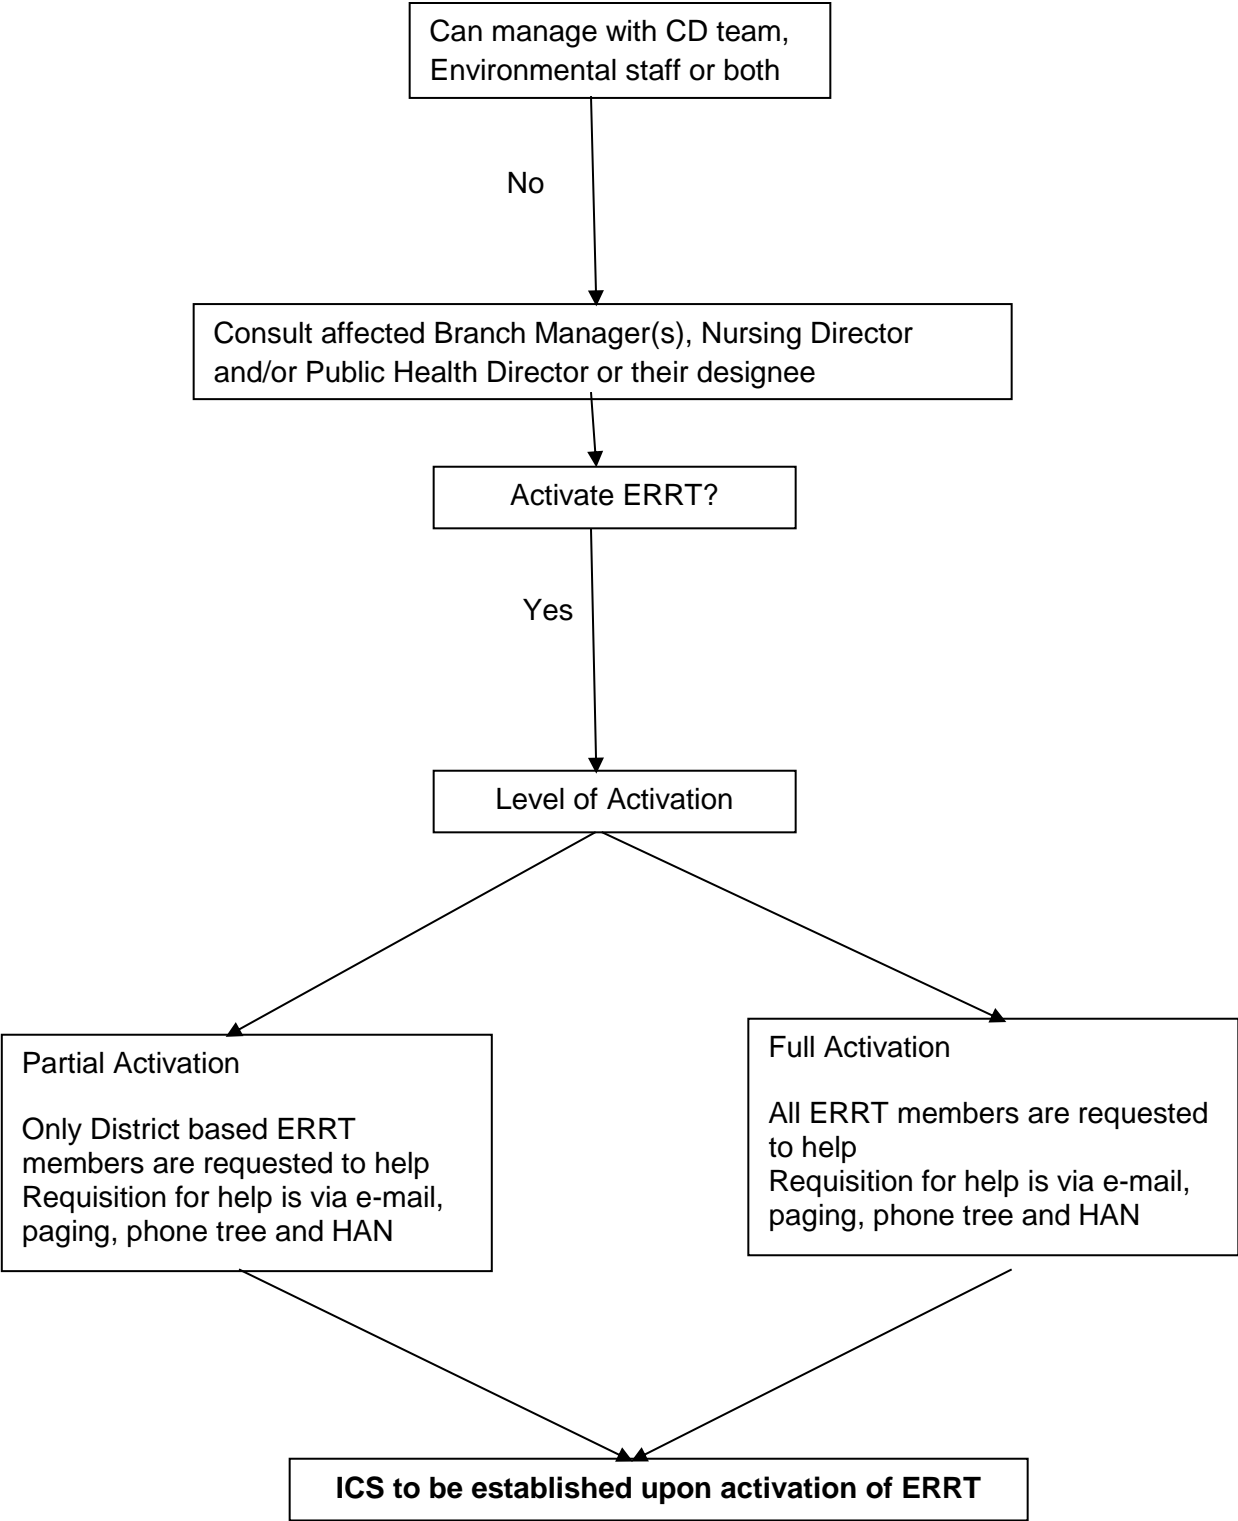 Can manage with CD team,
Environmental staff or both
No
Consult affected Branch Manager(s), Nursing Director
and/or Public Health Director or their designee
Activate ERRT?
Yes
Level of Activation
Partial Activation
Only District based ERRT
members are requested to help
Requisition for help is via e-mail,
paging, phone tree and HAN
Full Activation
All ERRT members are requested
to help
Requisition for help is via e-mail,
paging, phone tree and HAN
ICS to be established upon activation of ERRT